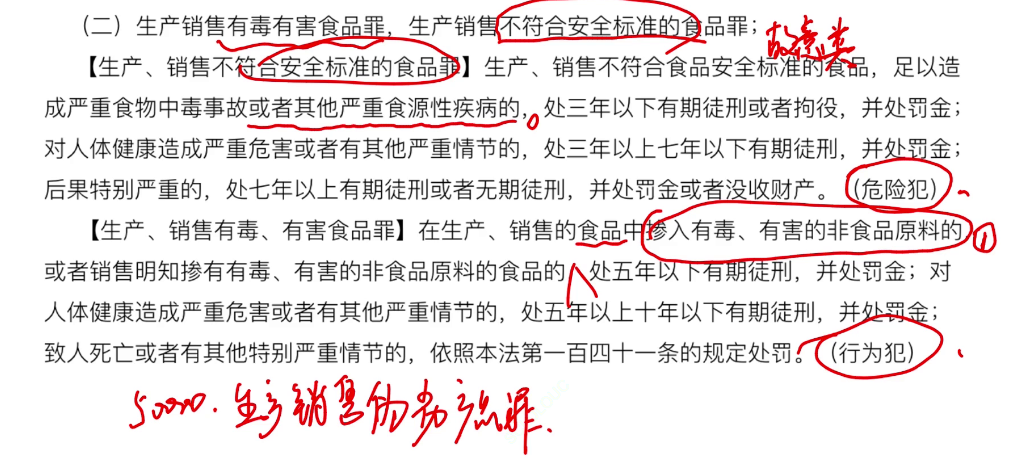 （二）生产销售有毒有害食品罪，生产销售不符合安全标准的食品罪；
【生产、销售不符合安全标准的食品罪】生产、销售不符合食品安全标准的食品，足以造
成严重食物中毒事故或者其他严重食源性疾病的，处三年以下有期徒刑或者拘役，并处罚金；
对人体健康造成严重危害或者有其他严重情节的，处三年以上七年以下有期徒刑，并处罚金；
后果特别严重的，处七年以上有期徒刑或者无期徒刑，并处罚金或者没收财产。（危险犯）
【生产、销售有毒、有害食品罪】在生产、销售的食品中掺入有毒、有害的非食品原料的 ①
或者销售明知掺有有毒、有害的非食品原料的食品的 处五年以下有期徒刑，并处罚金；对
人体健康造成严重危害或者有其他严重情节的，处五年以上十年以下有期徒刑，并处罚金；
致人死亡或者有其他特别严重情节的，依照本法第一百四十一条的规定处罚。（行为犯）
50000. 生产销售伪劣产品罪.